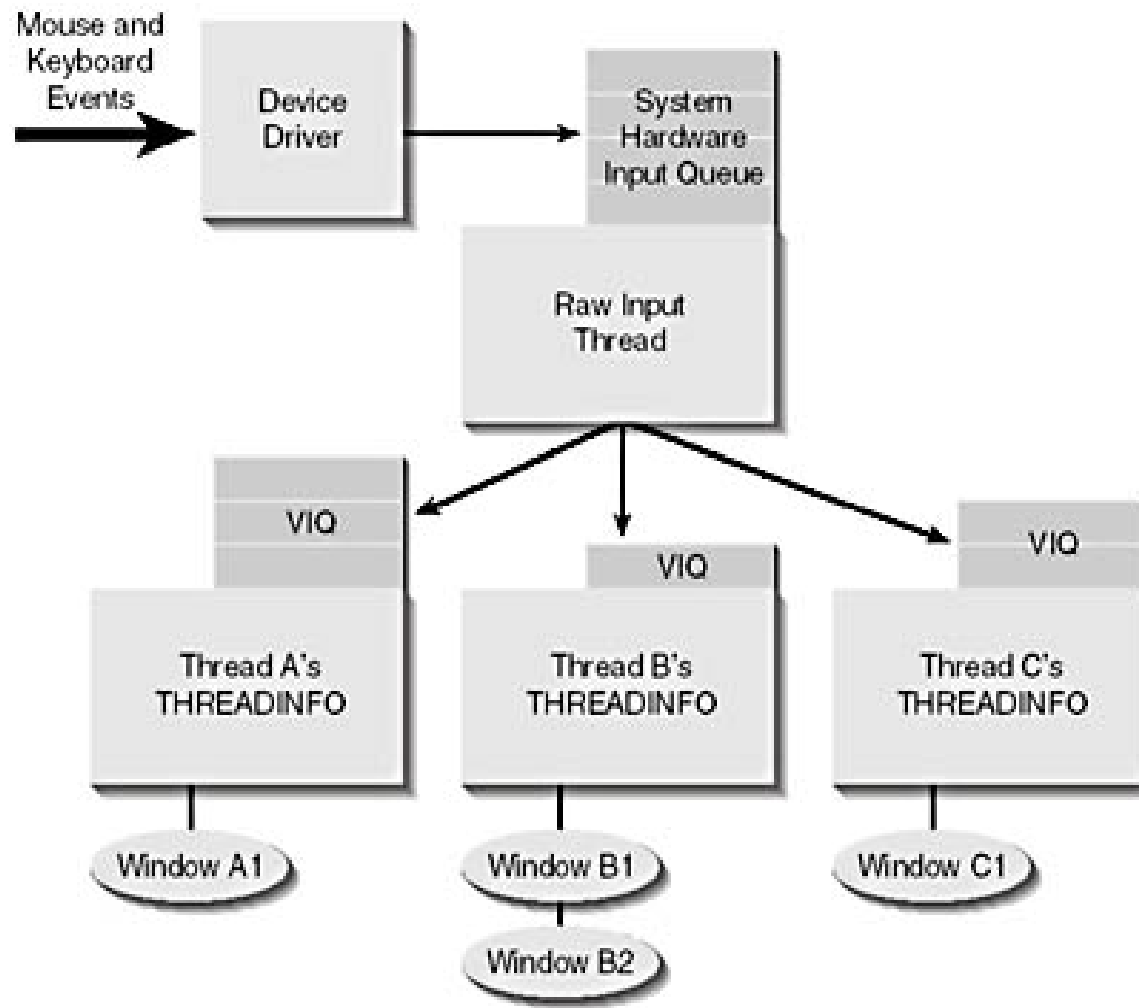 Mouse and
Keyboard
Events
Device
Driver
System
Hardware
Input Queue
Raw Input
Thread
VIQ
VIQ
VIQ
Thread A's
THREADINFO
Thread B's
THREADINFO
Thread C's
THREADINFO
Window A1
Window B1
Window C1
Window B2